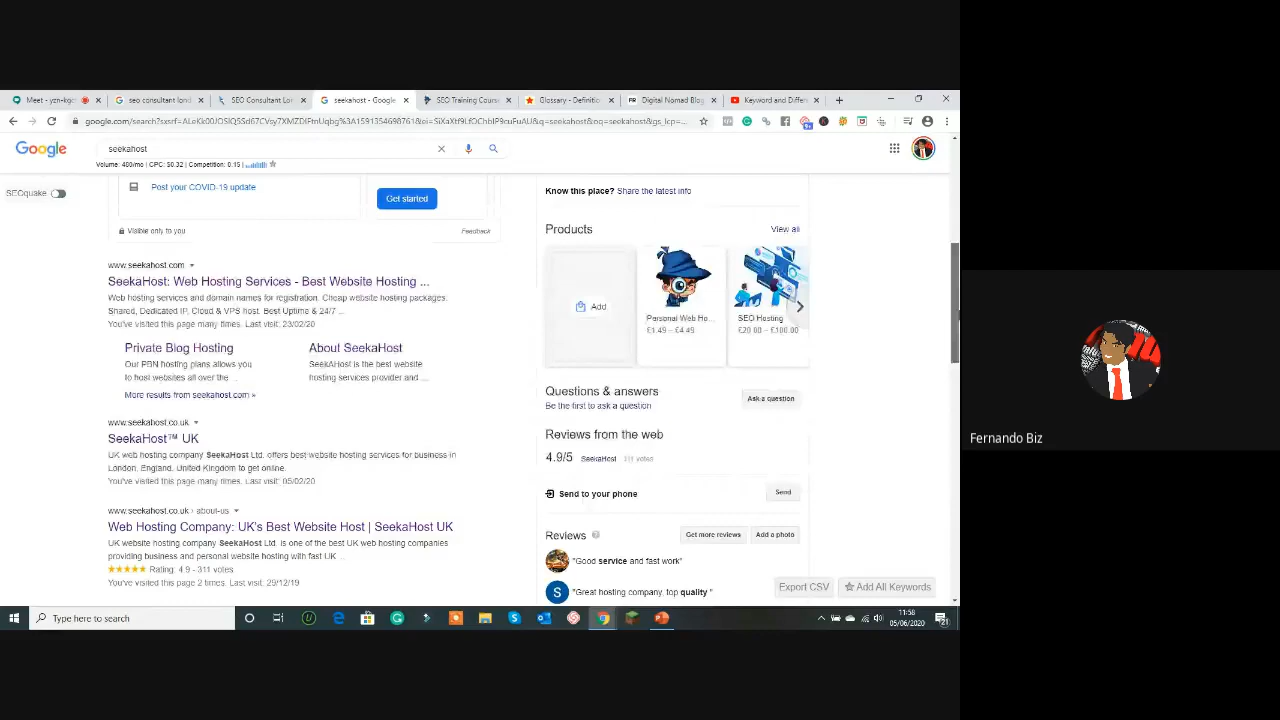 Meet - yzn-kgc
seo consultant lond
SEO Consultant Lon
seekahost - Google
SEO Training Course
Glossary - Definitio
Digital Nomad Blog
Keyword and Differe
Google
seekahost
Volume: 480/mo | CPC: $0.32 | Competition: 0.15
SEOquake
Post your COVID-19 update
Get started
Visible only to you
Feedback
www.seekahost.com
SeekaHost: Web Hosting Services - Best Website Hosting ...
Web hosting services and domain names for registration. Cheap website hosting packages.
Shared, Dedicated IP, Cloud & VPS host. Best Uptime & 24/7 ...
You've visited this page many times. Last visit: 23/02/20
Private Blog Hosting
Our PBN hosting plans allows you
to host websites all over the ...
About SeekaHost
SeekAHost is the best website
hosting services provider and ...
More results from seekahost.com »
www.seekahost.co.uk
SeekaHost™ UK
UK web hosting company SeekaHost Ltd. offers best website hosting services for business in
London, England, United Kingdom to get online.
You've visited this page many times. Last visit: 05/02/20
www.seekahost.co.uk › about-us
Web Hosting Company: UK's Best Website Host | SeekaHost UK
UK website hosting company SeekaHost Ltd. is one of the best UK web hosting companies
providing business and personal website hosting with fast UK ...
Rating: 4.9 - 311 votes
You've visited this page 2 times. Last visit: 29/12/19
Know this place? Share the latest info
Products
View all
Add
Personal Web Ho...
£1.49 – £4.49
SEO Hosting
£20.00 – £100.00
Questions & answers
Be the first to ask a question
Ask a question
Reviews from the web
4.9/5 SeekaHost 311 votes
Send to your phone
Send
Reviews
Get more reviews
Add a photo
"Good service and fast work"
S
"Great hosting company, top quality "
Export CSV
Add All Keywords
Type here to search
11:58
05/06/2020
21
Fernando Biz